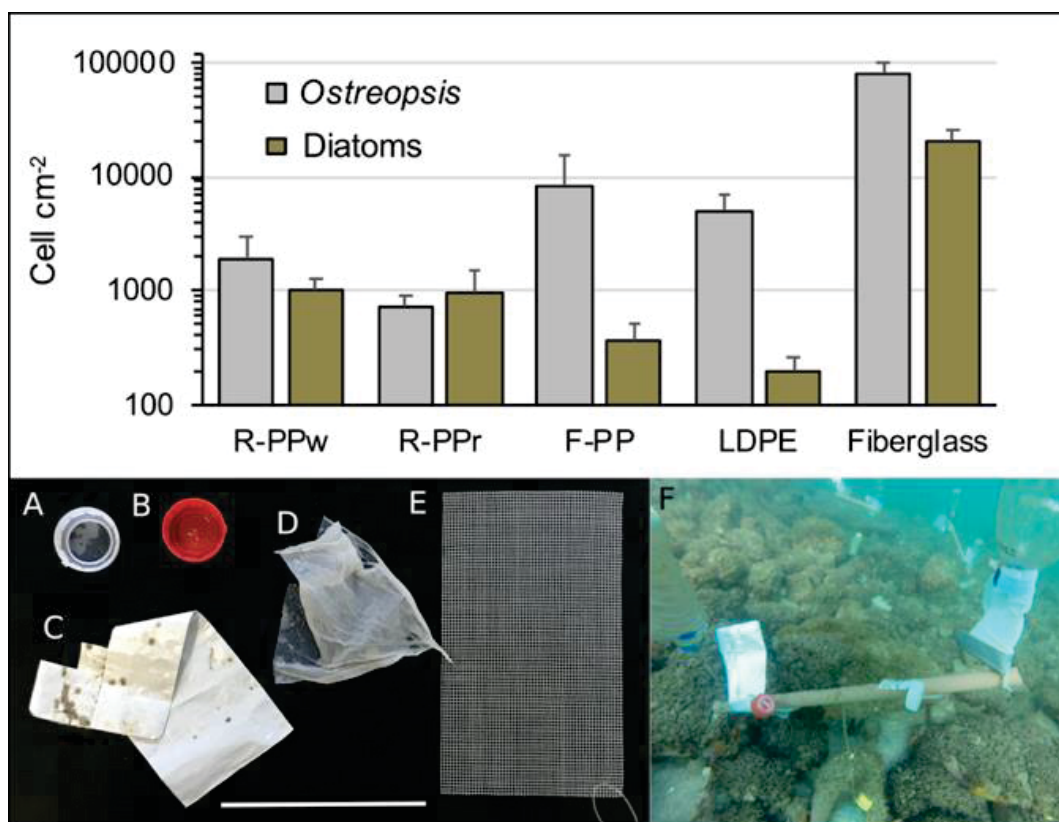 100000
10000
1000
100
Cell cm-2
Ostreopsis
Diatoms
R-PPw R-PPr F-PP LDPE Fiberglass
A B C D E F